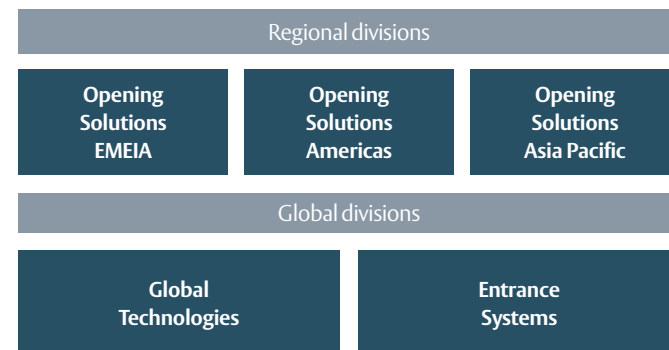 Regional divisions
Opening
Solutions
EMEIA
Opening
Solutions
Americas
Opening
Solutions
Asia Pacific
Global divisions
Global
Technologies
Entrance
Systems